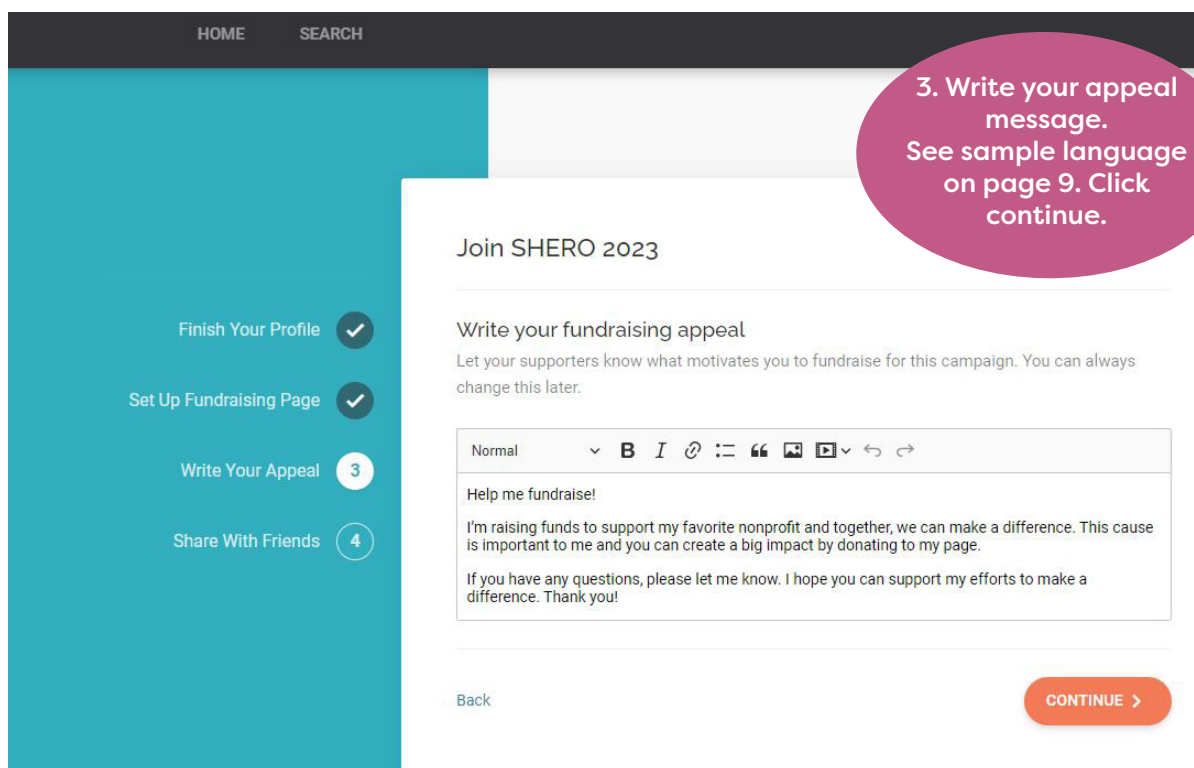 HOME SEARCH
3. Write your appeal
message.
See sample language
on page 9. Click
continue.
Join SHERO 2023
Finish Your Profile
Set Up Fundraising Page
Write Your Appeal 3
Share With Friends 4
Write your fundraising appeal
Let your supporters know what motivates you to fundraise for this campaign. You can always
change this later.
Normal B I
Help me fundraise!
I'm raising funds to support my favorite nonprofit and together, we can make a difference. This cause
is important to me and you can create a big impact by donating to my page.
If you have any questions, please let me know. I hope you can support my efforts to make a
difference. Thank you!
Back
CONTINUE >